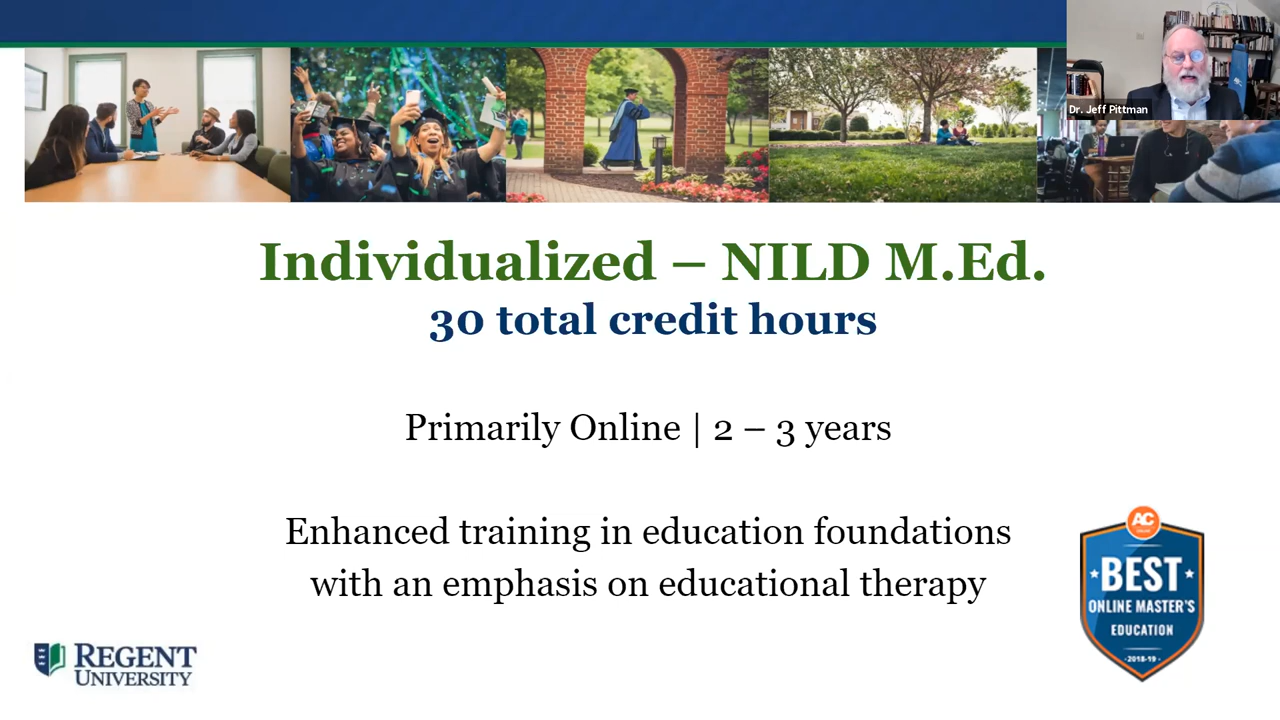 Dr. Jeff Pittman
Individualized – NILD M.Ed.
30 total credit hours
Primarily Online | 2 – 3 years
Enhanced training in education foundations
with an emphasis on educational therapy
AC
BEST
ONLINE MASTER'S
EDUCATION
-2018-19-
REGENT
UNIVERSITY